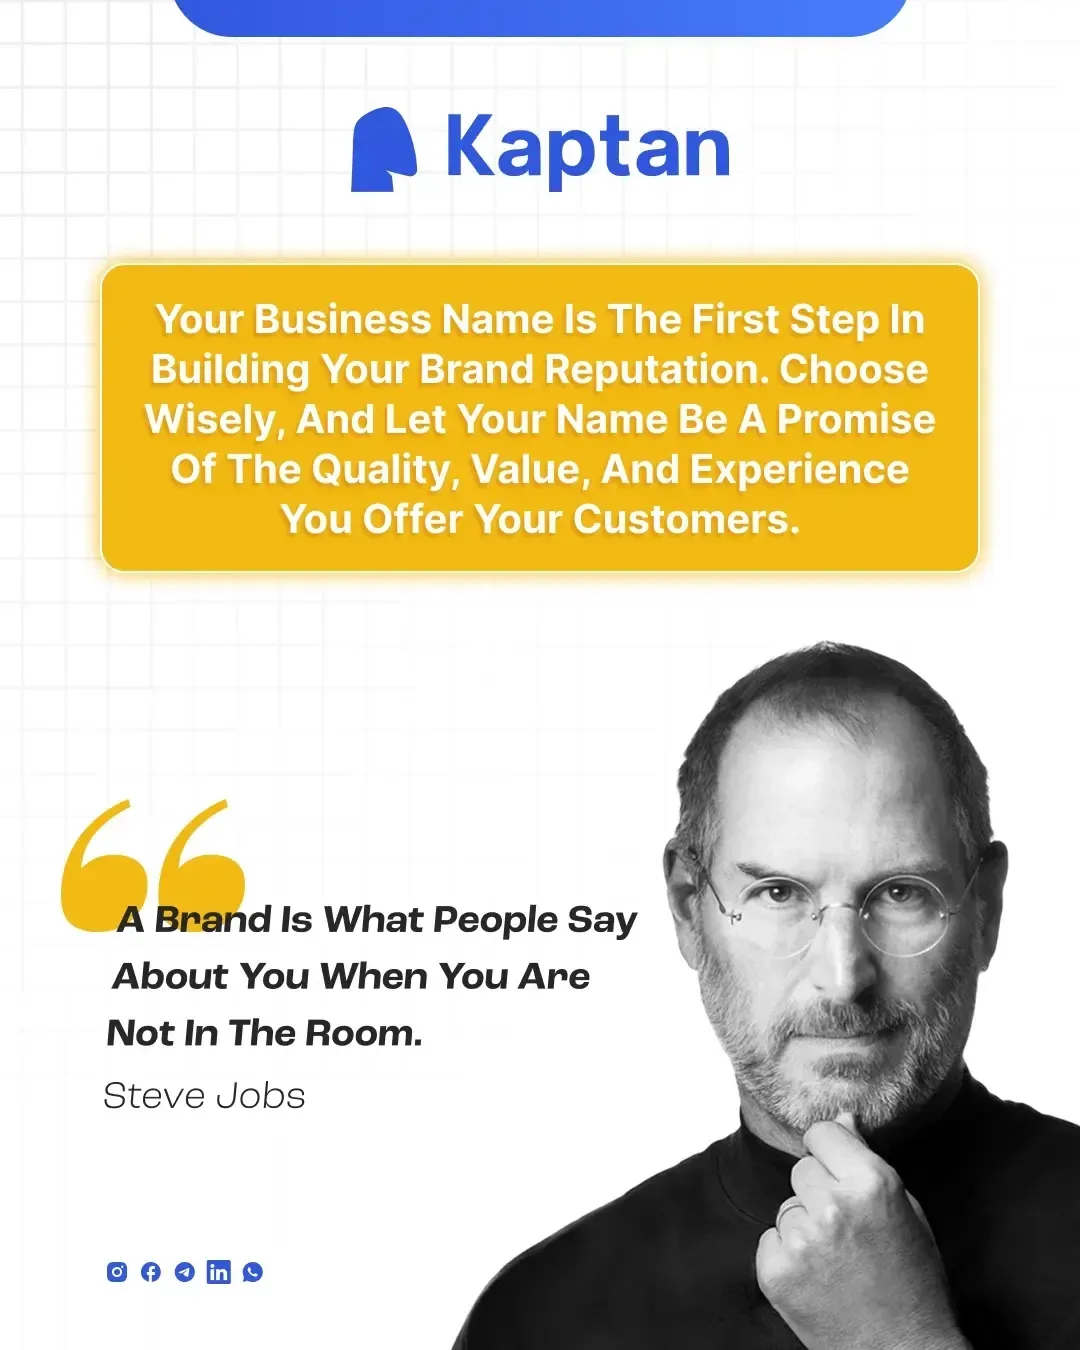 Kaptan
Your Business Name Is The First Step In
Building Your Brand Reputation. Choose
Wisely, And Let Your Name Be A Promise
Of The Quality, Value, And Experience
You Offer Your Customers.
A Brand Is What People Say
About You When You Are
Not In The Room.
Steve Jobs